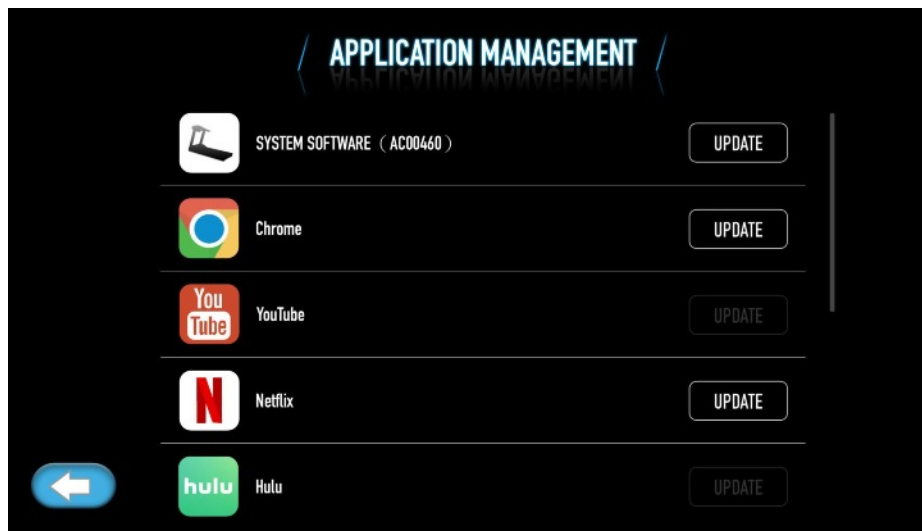 APPLICATION MANAGEMENT
SYSTEM SOFTWARE（AC00460） UPDATE
Chrome UPDATE
You
Tube
YouTube UPDATE
N Netflix UPDATE
hulu Hulu UPDATE